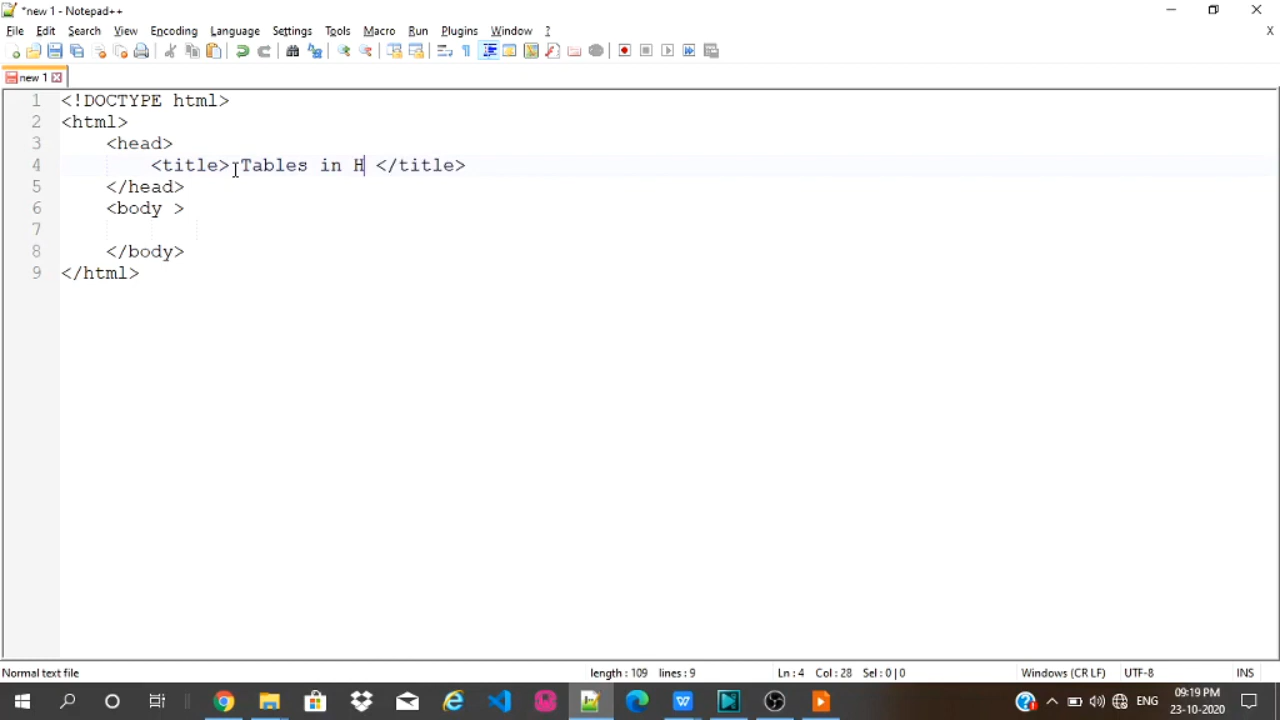 *new 1 - Notepad++
File Edit Search View Encoding Language Settings Tools Macro Run Plugins Window ? X
new 1
1 <!DOCTYPE html>
2 <html>
3 <head>
4 <title> Tables in H </title>
5 </head>
6 <body >
7
8 </body>
9 </html>
Normal text file length : 109 lines : 9 Ln : 4 Col : 28 Sel : 0 | 0 Windows (CR LF) UTF-8 INS
ENG 09:19 PM
23-10-2020